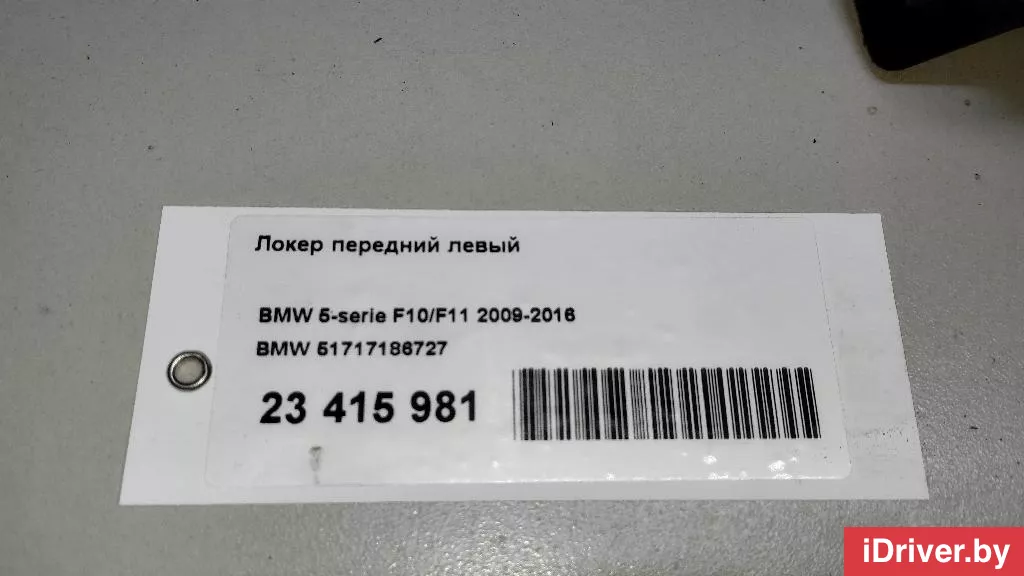 Локер передний левый
BMW 5-serie F10/F11 2009-2016
BMW 51717186727
23 415 981
iDriver.by